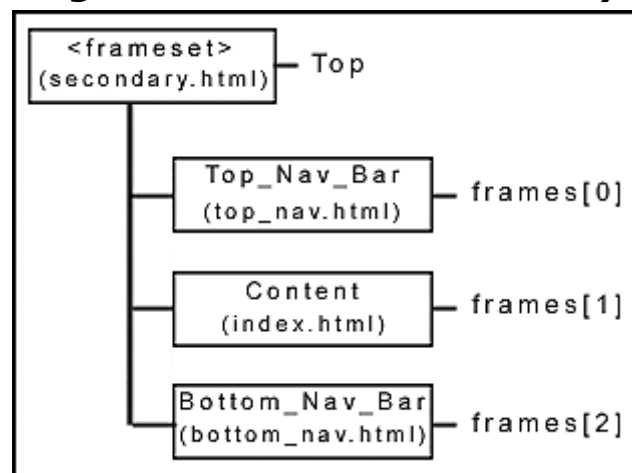 <frameset>
(secondary.html)
Top
Top_Nav_Bar
(top_nav.html)
frames[0]
Content
(index.html)
frames[1]
Bottom_Nav_Bar
(bottom_nav.html)
frames[2]